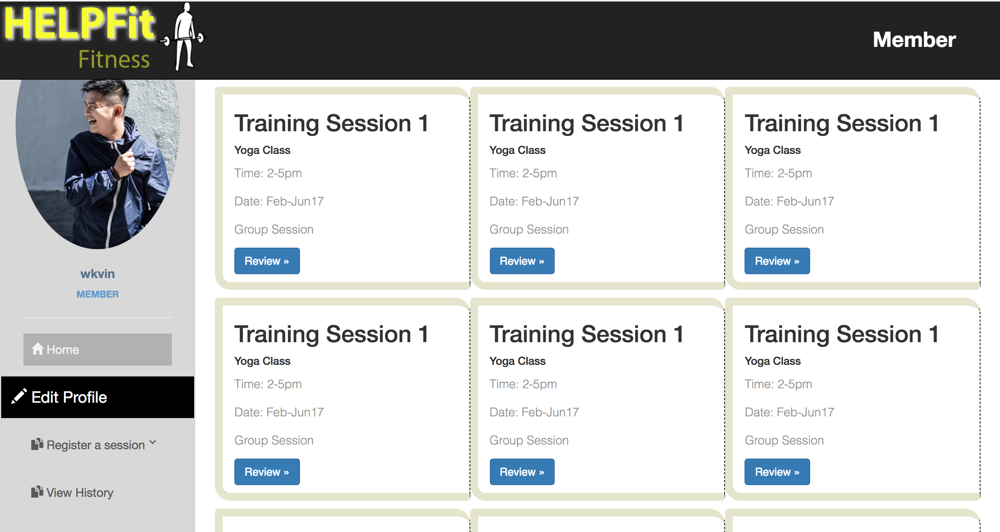 HELPFit
Fitness
Member
wkvin
MEMBER
Home
Edit Profile
Register a session
View History
Training Session 1
Yoga Class
Time: 2-5pm
Date: Feb-Jun17
Group Session
Review »
Training Session 1
Yoga Class
Time: 2-5pm
Date: Feb-Jun17
Group Session
Review »
Training Session 1
Yoga Class
Time: 2-5pm
Date: Feb-Jun17
Group Session
Review »
Training Session 1
Yoga Class
Time: 2-5pm
Date: Feb-Jun17
Group Session
Review »
Training Session 1
Yoga Class
Time: 2-5pm
Date: Feb-Jun17
Group Session
Review »
Training Session 1
Yoga Class
Time: 2-5pm
Date: Feb-Jun17
Group Session
Review »